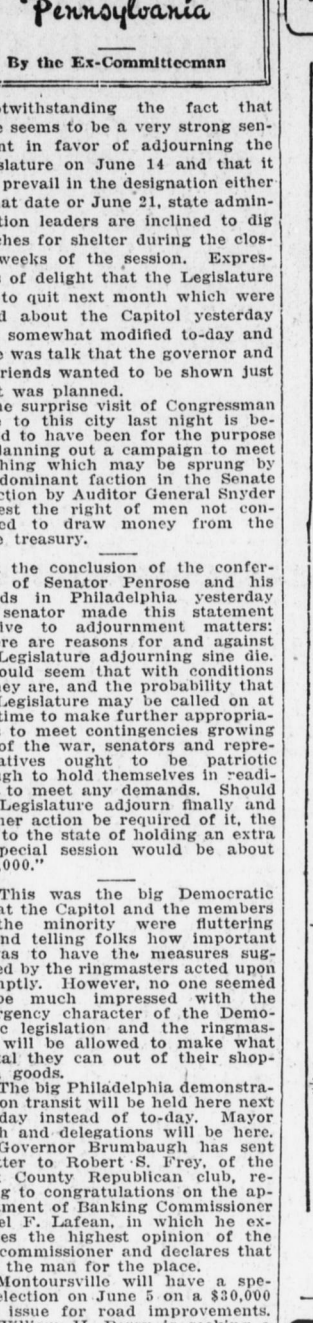 Pennsylvania
By the Ex-Committeeman
otwithstanding the fact that
seems to be a very strong sen-
nt in favor of adjourning the
slature on June 14 and that it
prevail in the designation either
at date or June 21, state admin-
tion leaders are inclined to dig
ches for shelter during the clos-
weeks of the session. Expres-
s of delight that the Legislature
to quit next month which were
d about the Capitol yesterday
somewhat modified to-day and
e was talk that the governor and
riends wanted to be shown just
t was planned.
he surprise visit of Congressman
e to this city last night is be-
d to have been for the purpose
lanning out a campaign to meet
hing which may be sprung by
dominant faction in the Senate
ction by Auditor General Snyder
est the right of men not con-
ed to draw money from the
e treasury.
the conclusion of the confer-
of Senator Penrose and his
ds in Philadelphia yesterday
senator made this statement
ive to adjournment matters:
re are reasons for and against
Legislature adjourning sine die.
ould seem that with conditions
ey are, and the probability that
Legislature may be called on at
time to make further appropria-
to meet contingencies growing
of the war, senators and repre-
atives ought to be patriotic
gh to hold themselves in readi-
to meet any demands. Should
Legislature adjourn finally and
her action be required of it, the
to the state of holding an extra
pecial session would be about
,000."
This was the big Democratic
at the Capitol and the members
the minority were fluttering
nd telling folks how important
as to have the measures sug-
ed by the ringmasters acted upon
mptly. However, no one seemed
be much impressed with the
rgency character of the Demo-
c legislation and the ringmas-
will be allowed to make what
tal they can out of their shop-
goods.
The big Philadelphia demonstra-
on transit will be held here next
day instead of to-day. Mayor
h and delegations will be here.
Governor Brumbaugh has sent
tter to Robert S. Frey, of the
County Republican club, re-
g to congratulations on the ap-
ment of Banking Commissioner
el F. Lafean, in which he ex-
es the highest opinion of the
commissioner and declares that
the man for the place.
Montoursville will have a spe-
election on June 5 on a $30,000
issue for road improvements.